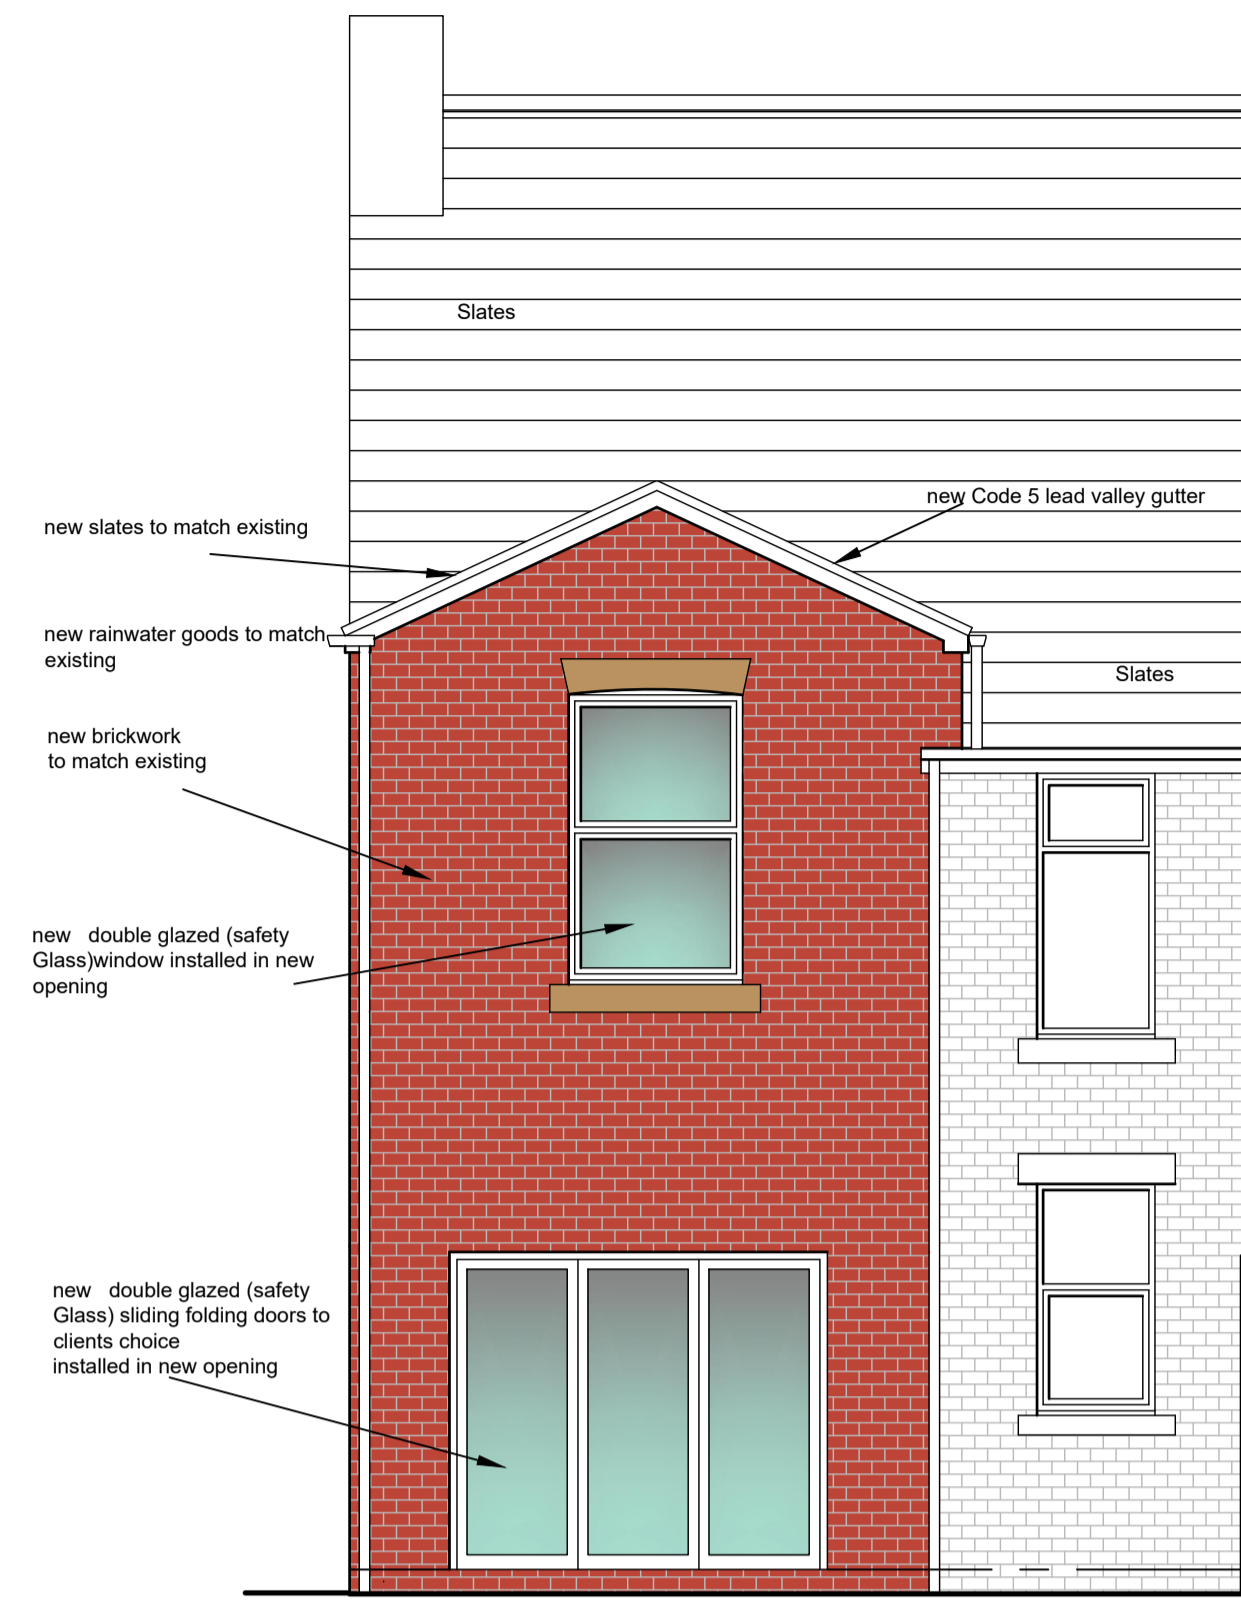 Slates
new Code 5 lead valley gutter
new slates to match existing
new rainwater goods to match
existing
Slates
new brickwork
to match existing
new double glazed (safety
Glass)window installed in new
opening
new double glazed (safety
Glass) sliding folding doors to
clients choice
installed in new opening